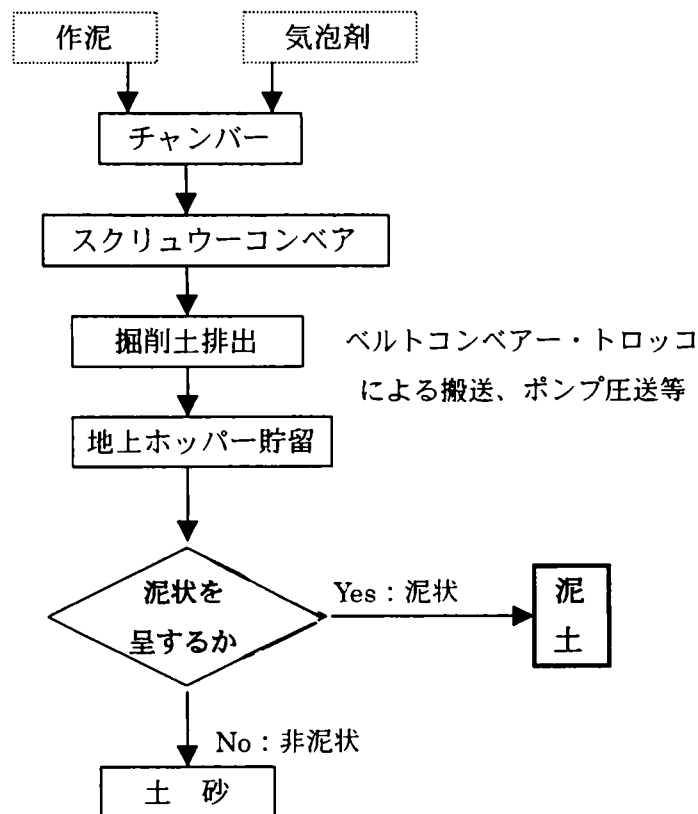 作泥
気泡剤
チャンバー
スクリュウーコンベア
掘削土排出
ベルトコンベアー・トロッコ
による搬送、ポンプ圧送等
地上ホッパー貯留
泥状を
呈するか
Yes：泥状
泥
土
No：非泥状
土　砂